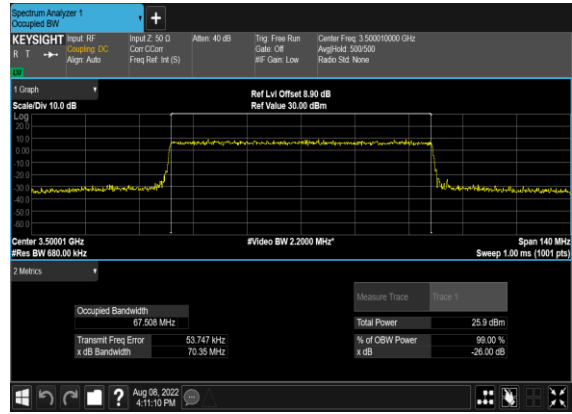 Spectrum Analyzer 1
Occupied BW
+
KEYSIGHT Input: RF Input Z: 50 Ω Atten: 40 dB Trig: Free Run Center Freq: 3.500010000 GHz
R T Coupling: DC Corr CCorr Gate: Off Avg|Hold: 500/500
Align: Auto Freq Ref: Int (S) #IF Gain: Low Radio Std: None
1 Graph
Ref Lvl Offset 8.90 dB
Scale/Div 10.0 dB Ref Value 30.00 dBm
Log
20.0
10.0
0.00
-10.0
-20.0
-30.0
-40.0
-50.0
-60.0
Center 3.50001 GHz #Video BW 2.2000 MHz* Span 140 MHz
#Res BW 680.00 kHz Sweep 1.00 ms (1001 pts)
2 Metrics
Measure Trace Trace 1
Occupied Bandwidth
67.508 MHz Total Power 25.9 dBm
Transmit Freq Error 53.747 kHz % of OBW Power 99.00 %
x dB Bandwidth 70.35 MHz x dB -26.00 dB
? Aug 08, 2022
4:11:10 PM